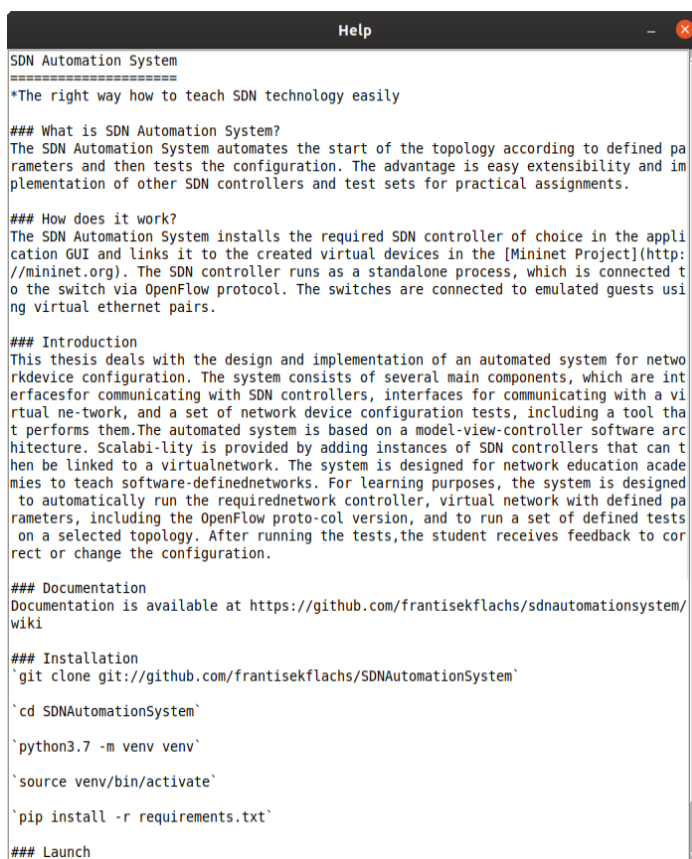 Help
SDN Automation System
=====================
*The right way how to teach SDN technology easily
### What is SDN Automation System?
The SDN Automation System automates the start of the topology according to defined pa
rameters and then tests the configuration. The advantage is easy extensibility and im
plementation of other SDN controllers and test sets for practical assignments.
### How does it work?
The SDN Automation System installs the required SDN controller of choice in the appli
cation GUI and links it to the created virtual devices in the [Mininet Project](http:
//mininet.org). The SDN controller runs as a standalone process, which is connected t
o the switch via OpenFlow protocol. The switches are connected to emulated guests usi
ng virtual ethernet pairs.
### Introduction
This thesis deals with the design and implementation of an automated system for netwo
rkdevice configuration. The system consists of several main components, which are int
erfacesfor communicating with SDN controllers, interfaces for communicating with a vi
rtual ne-twork, and a set of network device configuration tests, including a tool tha
t performs them.The automated system is based on a model-view-controller software arc
hitecture. Scalabi-lity is provided by adding instances of SDN controllers that can t
hen be linked to a virtualnetwork. The system is designed for network education acade
mies to teach software-definednetworks. For learning purposes, the system is designed
 to automatically run the requirednetwork controller, virtual network with defined pa
rameters, including the OpenFlow proto-col version, and to run a set of defined tests
 on a selected topology. After running the tests,the student receives feedback to cor
rect or change the configuration.
### Documentation
Documentation is available at https://github.com/frantisekflachs/sdnautomationsystem/
wiki
### Installation
`git clone git://github.com/frantisekflachs/SDNAutomationSystem`
`cd SDNAutomationSystem`
`python3.7 -m venv venv`
`source venv/bin/activate`
`pip install -r requirements.txt`
### Launch